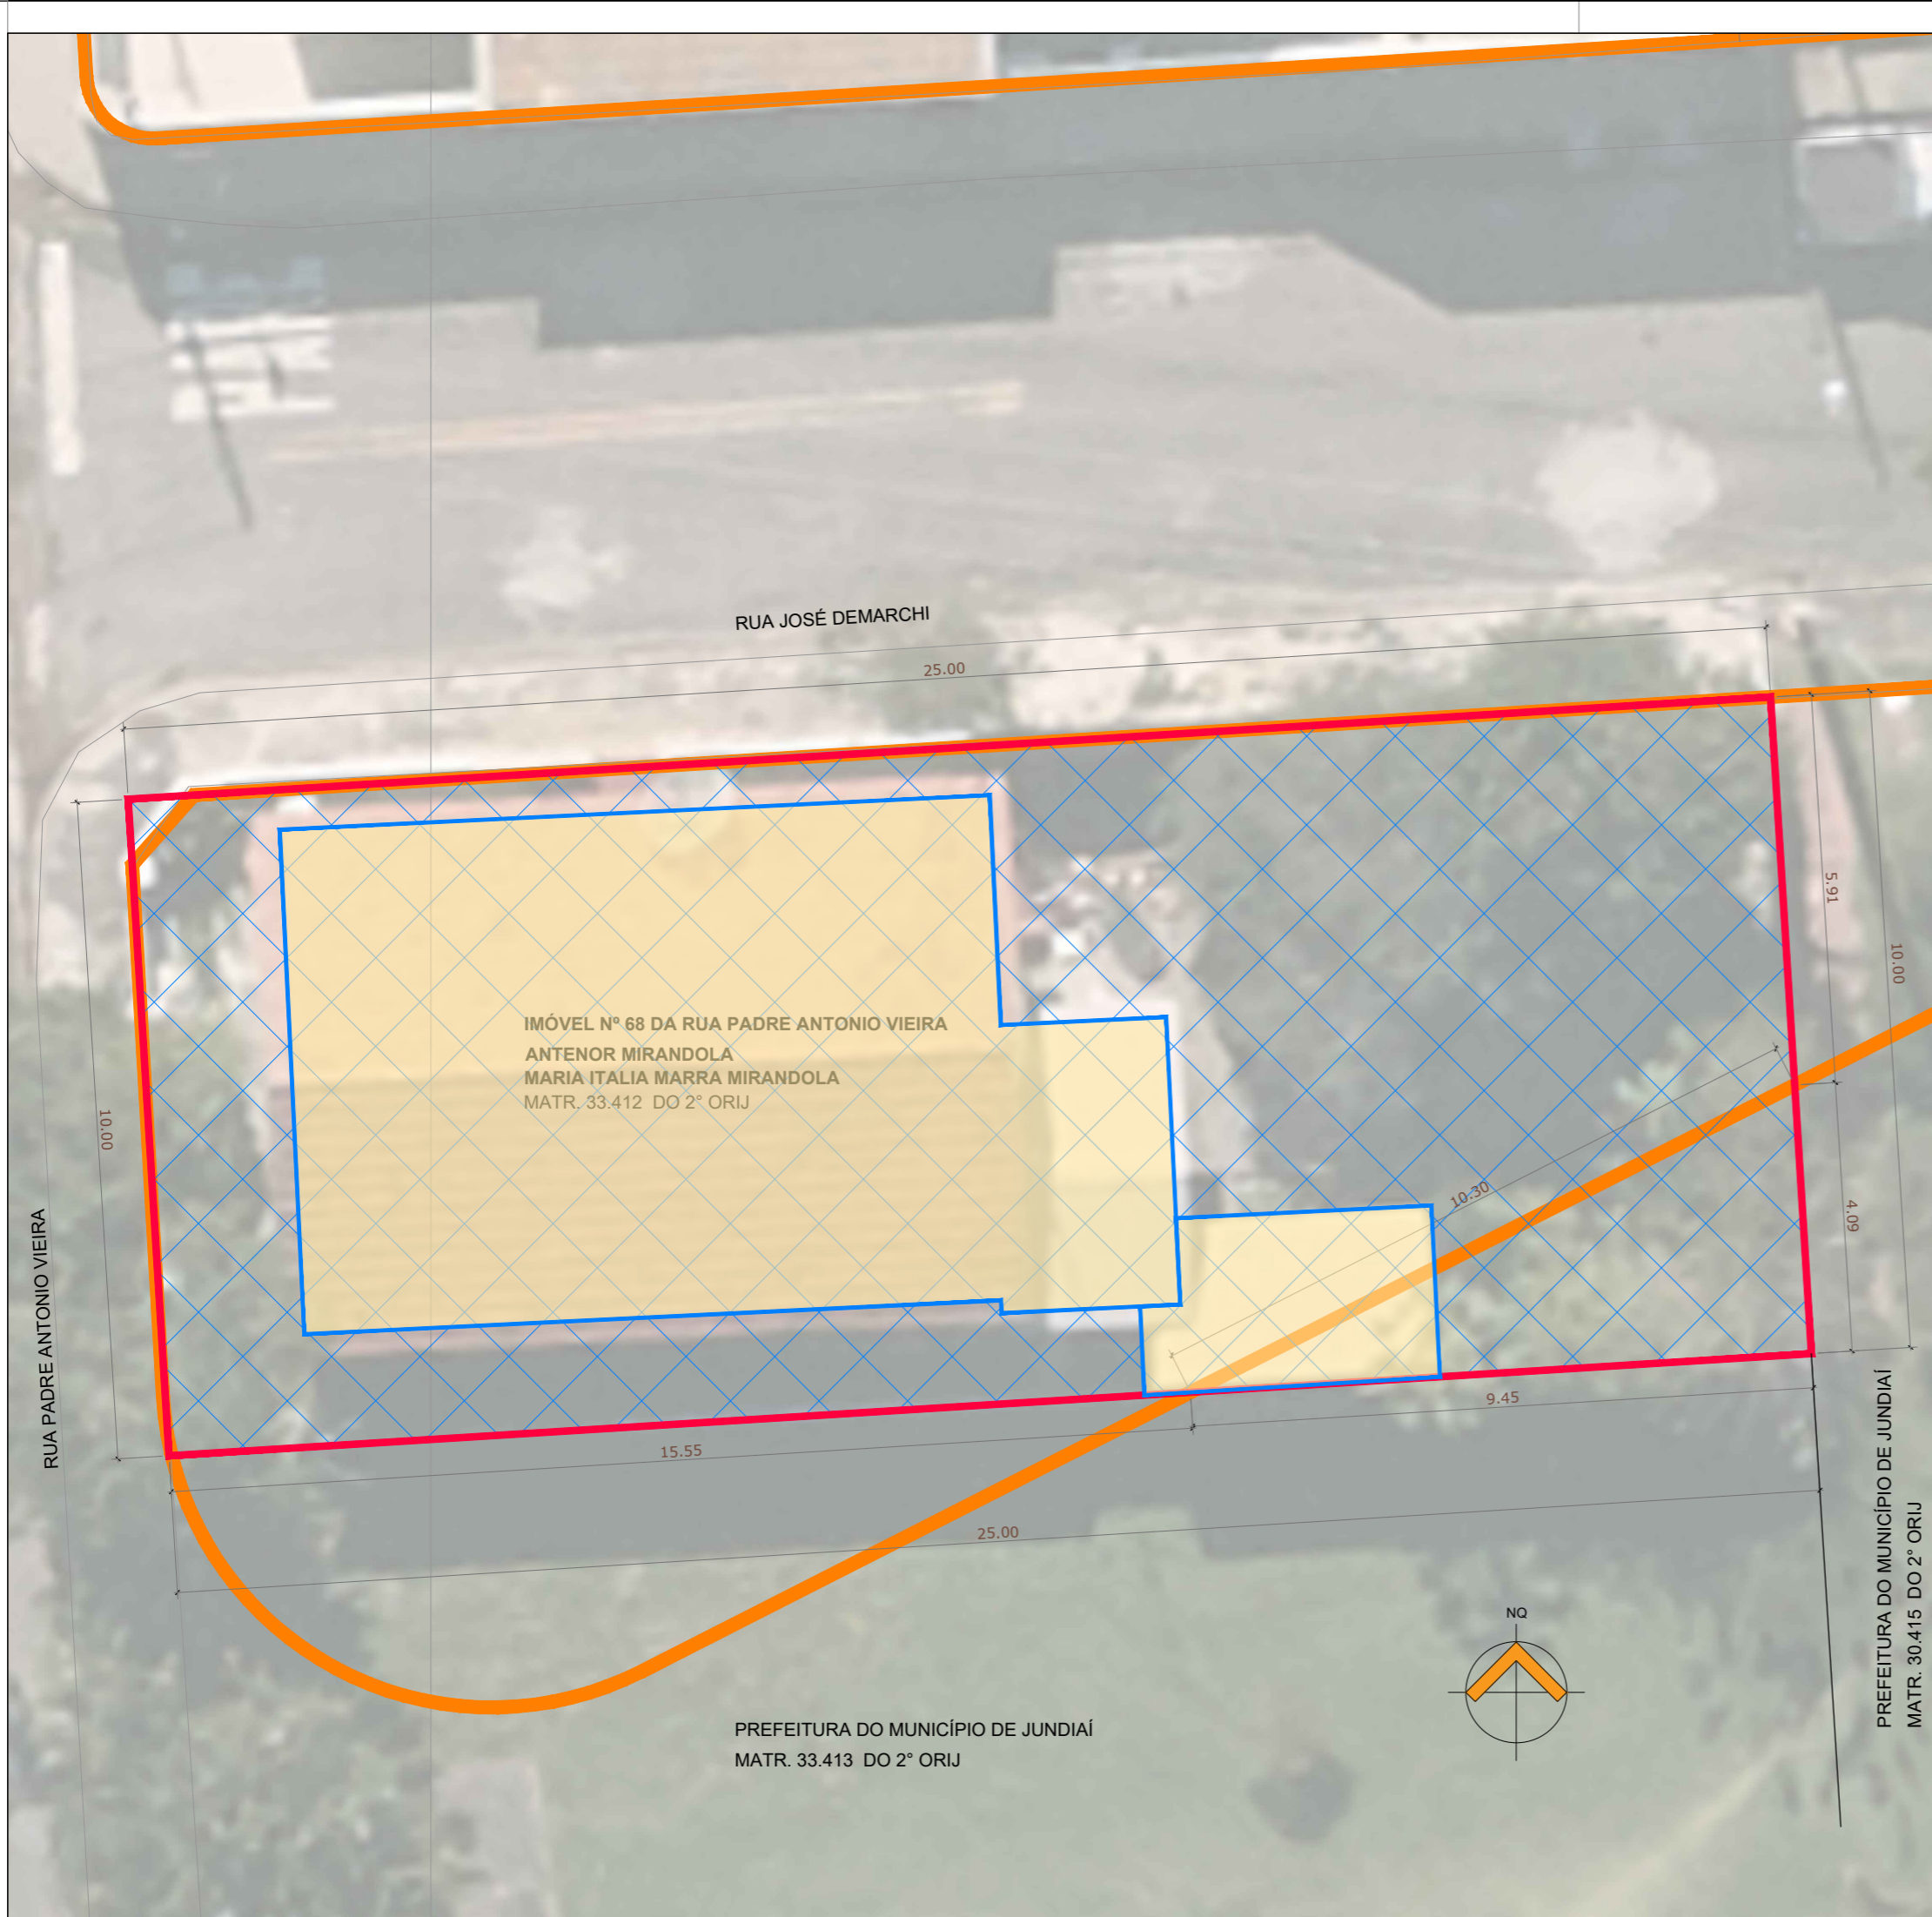 RUA JOSÉ DEMARCHI
25.00
5.91
10.00
IMÓVEL Nº 68 DA RUA PADRE ANTONIO VIEIRA
ANTENOR MIRANDOLA
MARIA ITALIA MARRA MIRANDOLA
MATR. 33.412 DO 2° ORIJ
10.00
10.30
4.09
RUA PADRE ANTONIO VIEIRA
9.45
15.55
25.00
PREFEITURA DO MUNICÍPIO DE JUNDIAÍ
MATR. 30.415 DO 2° ORIJ
NQ
PREFEITURA DO MUNICÍPIO DE JUNDIAÍ
MATR. 33.413 DO 2° ORIJ